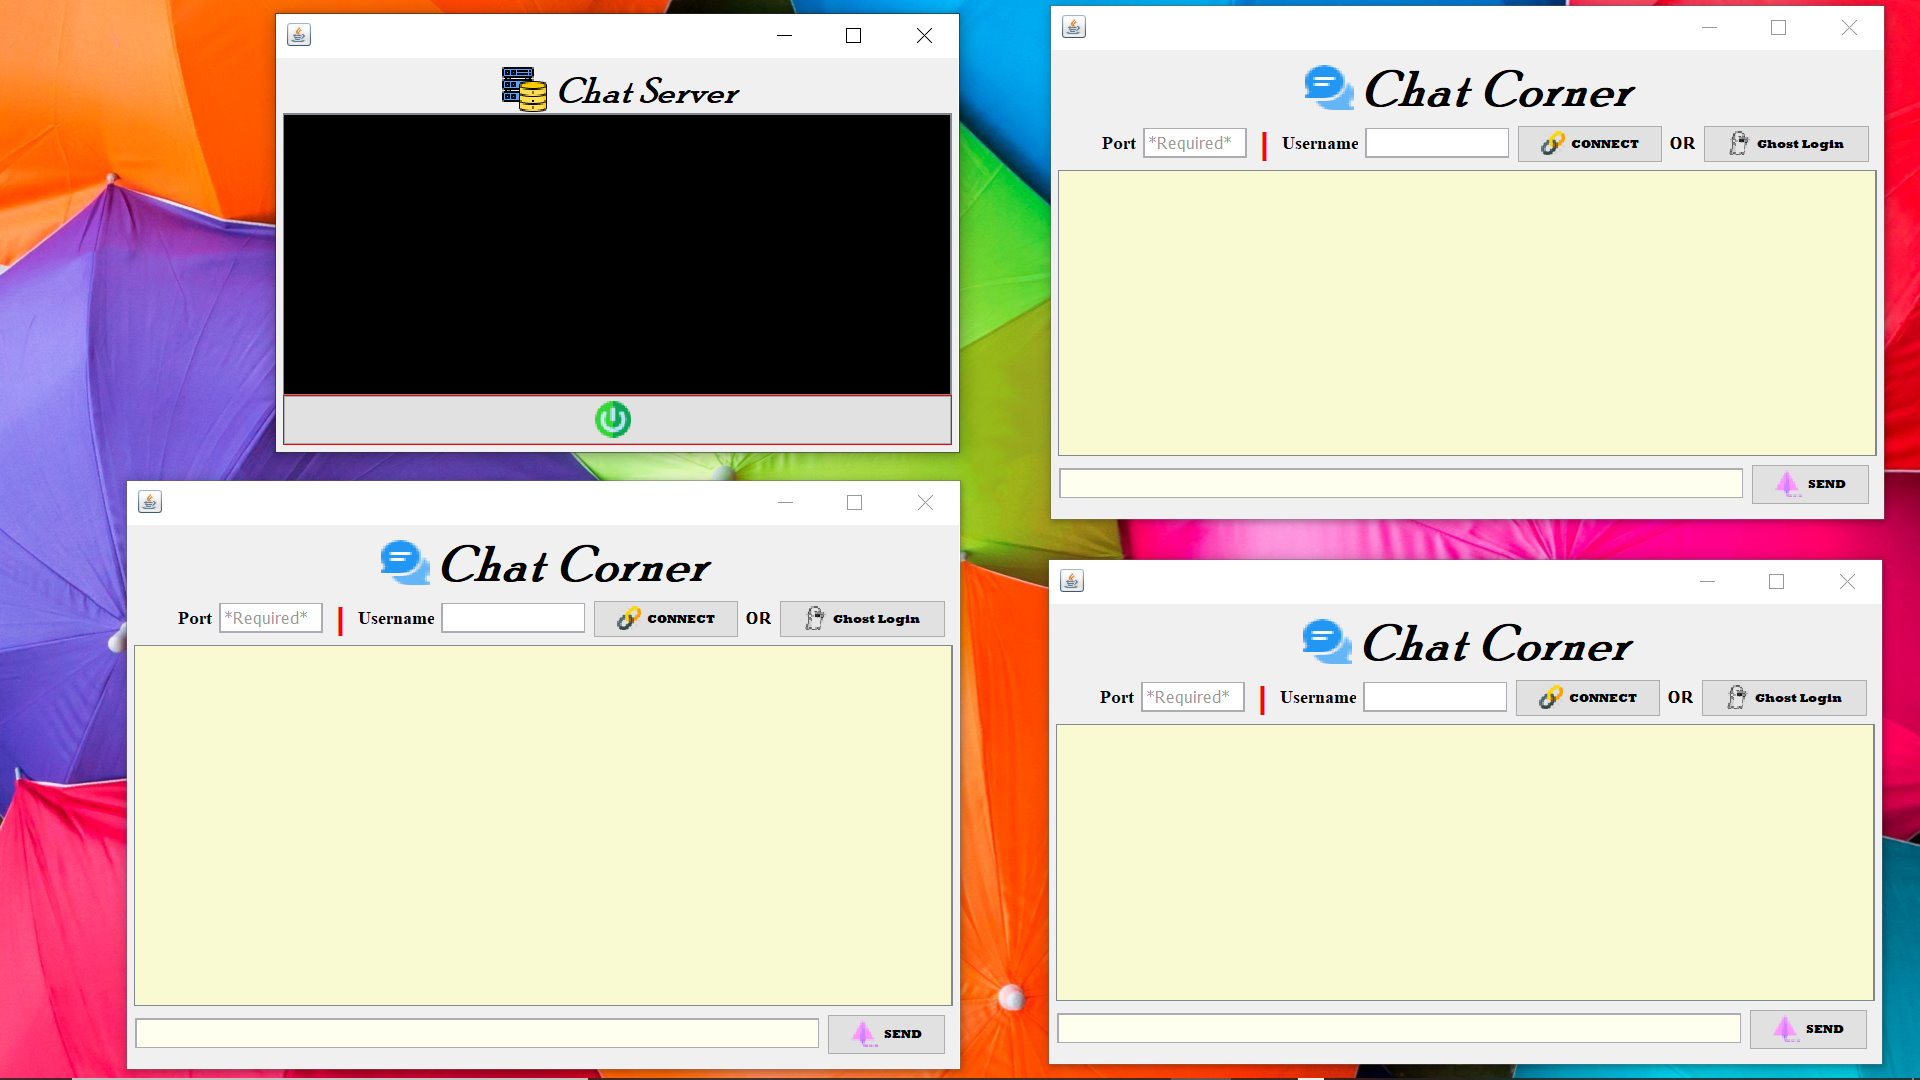 Chat Server
Chat Corner
Port *Required* | Username CONNECT OR Ghost Login
SEND
Chat Corner
Port *Required* | Username CONNECT OR Ghost Login
SEND
Chat Corner
Port *Required* | Username CONNECT OR Ghost Login
SEND